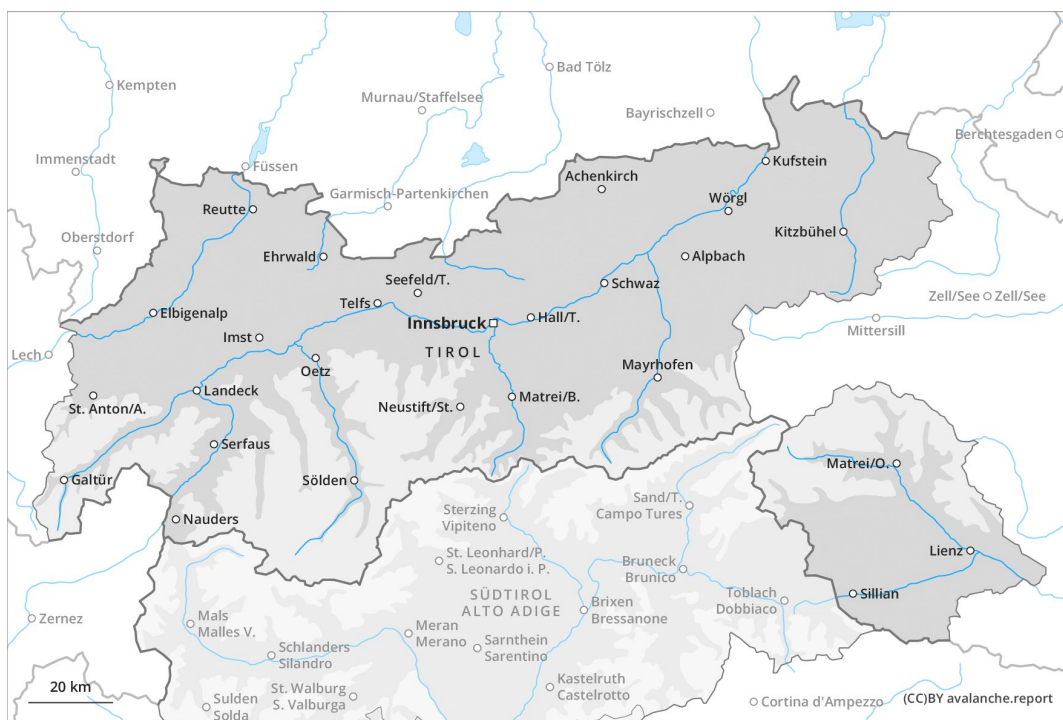 Kempten
Bad Tölz
Murnau/Staffelsee
Bayrischzell
Berchtesgaden
Immenstadt
Füssen
Kufstein
Achenkirch
Garmisch-Partenkirchen
Reutte
Wörgl
Kitzbühel
Oberstdorf
Ehrwald
Alpbach
Seefeld/T.
Schwaz
Telfs
Zell/See
Zell/See
Elbigenalp
Innsbruck
Hall/T.
Mittersill
Imst
Lech
TIROL
Oetz
Mayrhofen
Landeck
St. Anton/A.
Neustift/St.
Matrei/B.
Serfaus
Matrei/O.
Galtür
Sölden
Sand/T.
Campo Tures
Sterzing
Vipiteno
Nauders
Lienz
St. Leonhard/P.
S. Leonardo i. P.
Bruneck
Brunico
SÜDTIROL
ALTO ADIGE
Sillian
Toblach
Dobbiaco
Brixen
Bressanone
Zernez
Mals
Malles V.
Meran
Merano
Sarnthein
Sarentino
Schlanders
Silandro
Kastelruth
Castelrotto
20 km
St. Walburg
S. Valburga
Sulden
Solda
Cortina d'Ampezzo
(CC)BY avalanche.report